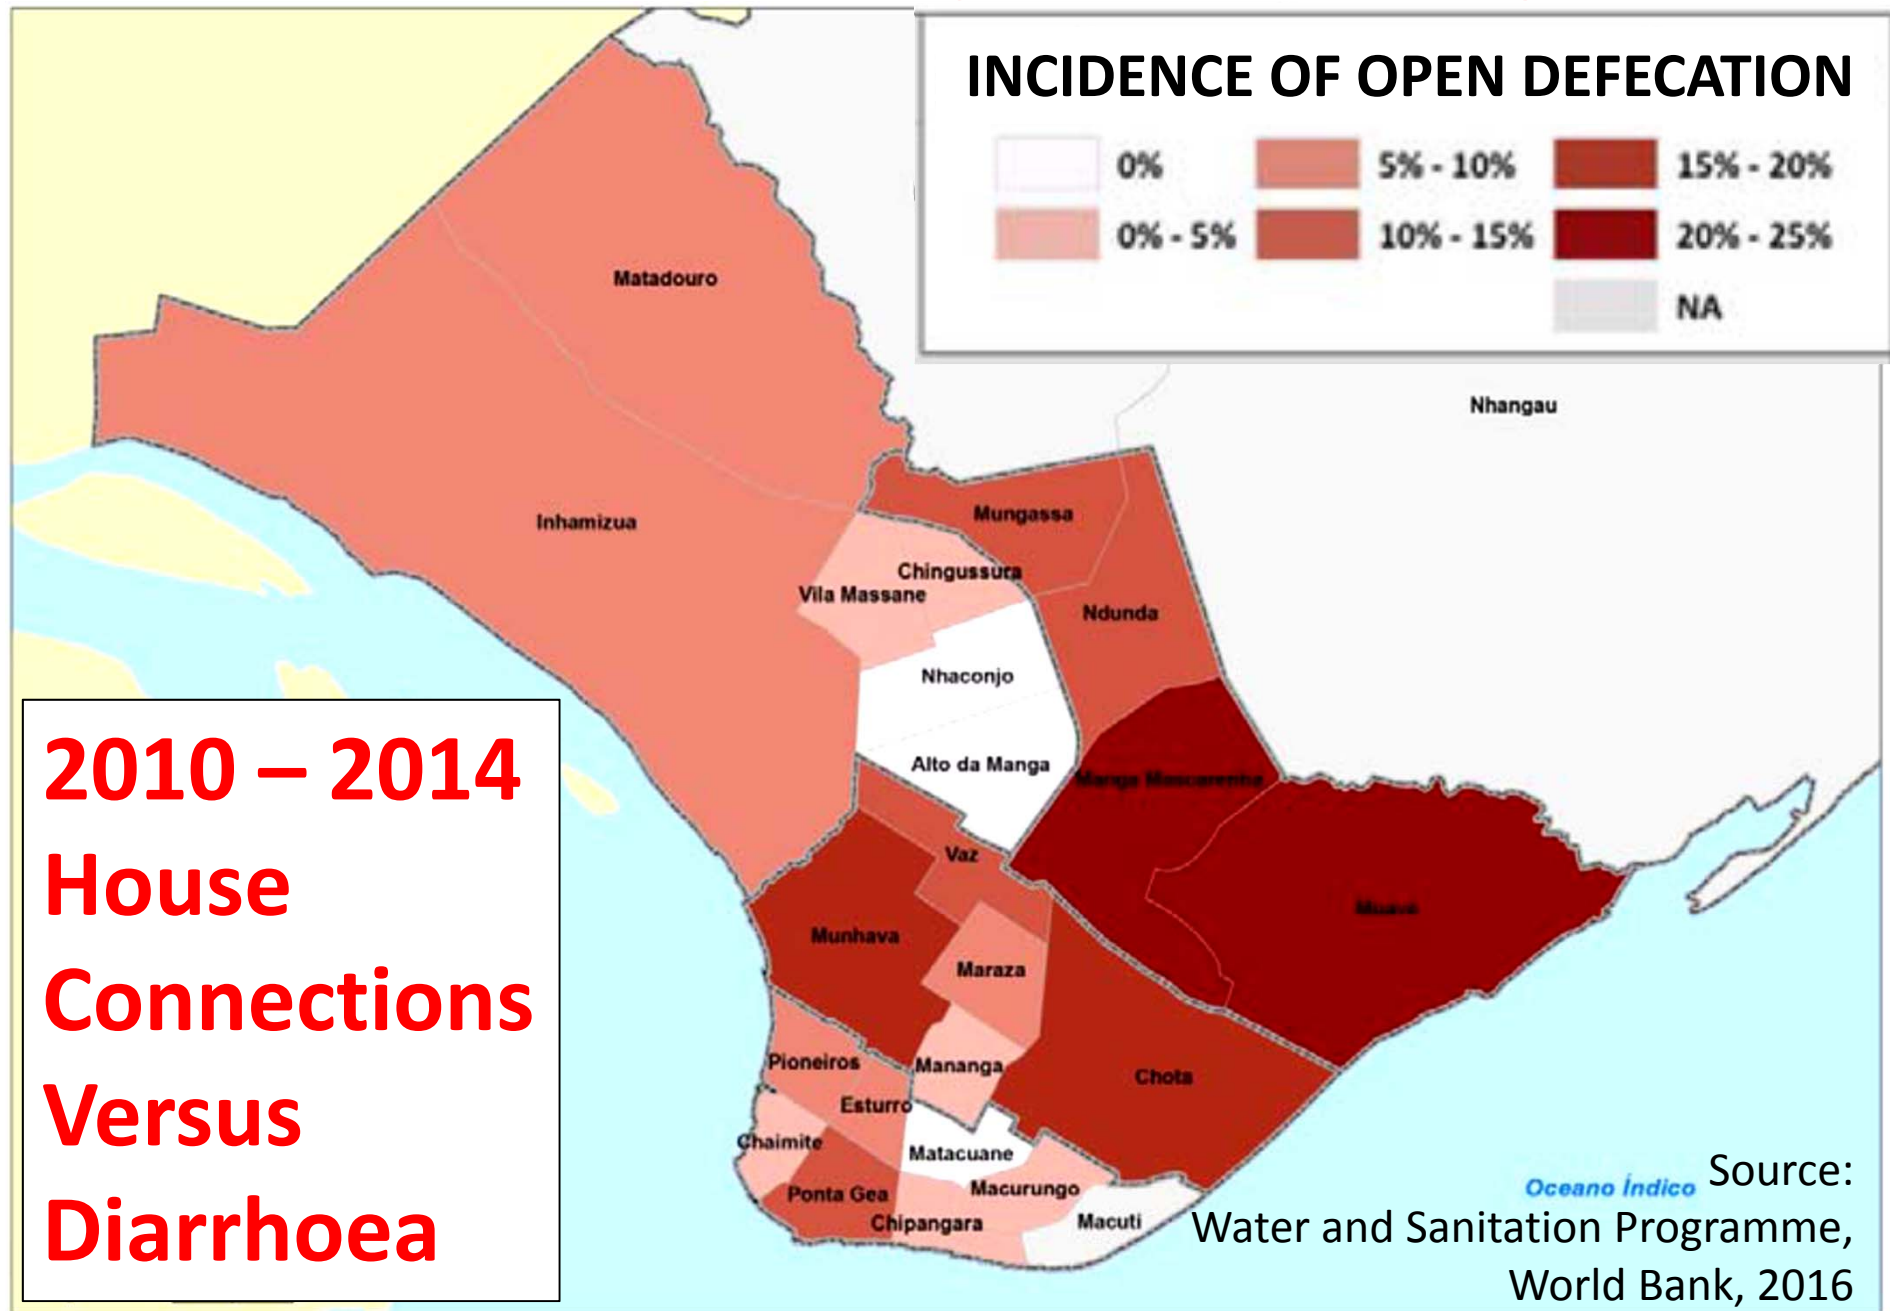 INCIDENCE OF OPEN DEFECATION
0%
5% - 10%
15% - 20%
0% - 5%
10% - 15%
20% - 25%
NA
Matadouro
Nhangau
Inhamizua
Mungassa
Chingussura
Vila Massane
Ndunda
Nhaconjo
Alto da Manga
Manga Mascarenha
Vaz
Munhava
Maraza
Pioneiros
Mananga
Chota
Esturro
Chaimite
Matacuane
Ponta Gea
Macurungo
Chipangara
Macuti
2010 – 2014
House
Connections
Versus
Diarrhoea
Oceano Índico
Source:
Water and Sanitation Programme,
World Bank, 2016